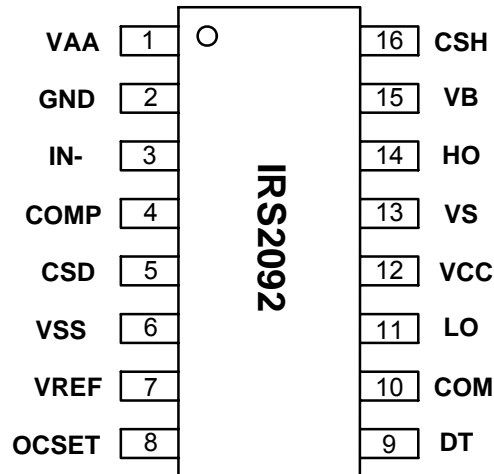 VAA 1 16 CSH
GND 2 15 VB
IN- 3 14 HO
COMP 4 13 VS
CSD 5 12 VCC
VSS 6 11 LO
VREF 7 10 COM
OCSET 8 9 DT
IRS2092